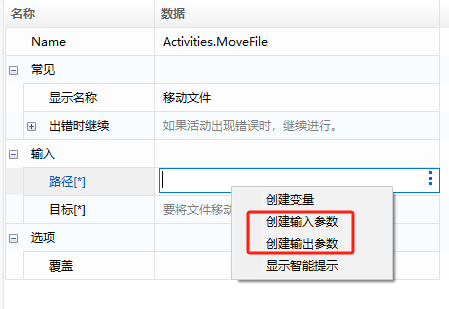 名称 数据
Name Activities.MoveFile
常见
显示名称 移动文件
出错时继续 如果活动出现错误时，继续进行。
输入
路径[*]
创建变量
目标[*] 要将文件移动
创建输入参数
选项
创建输出参数
覆盖
显示智能提示